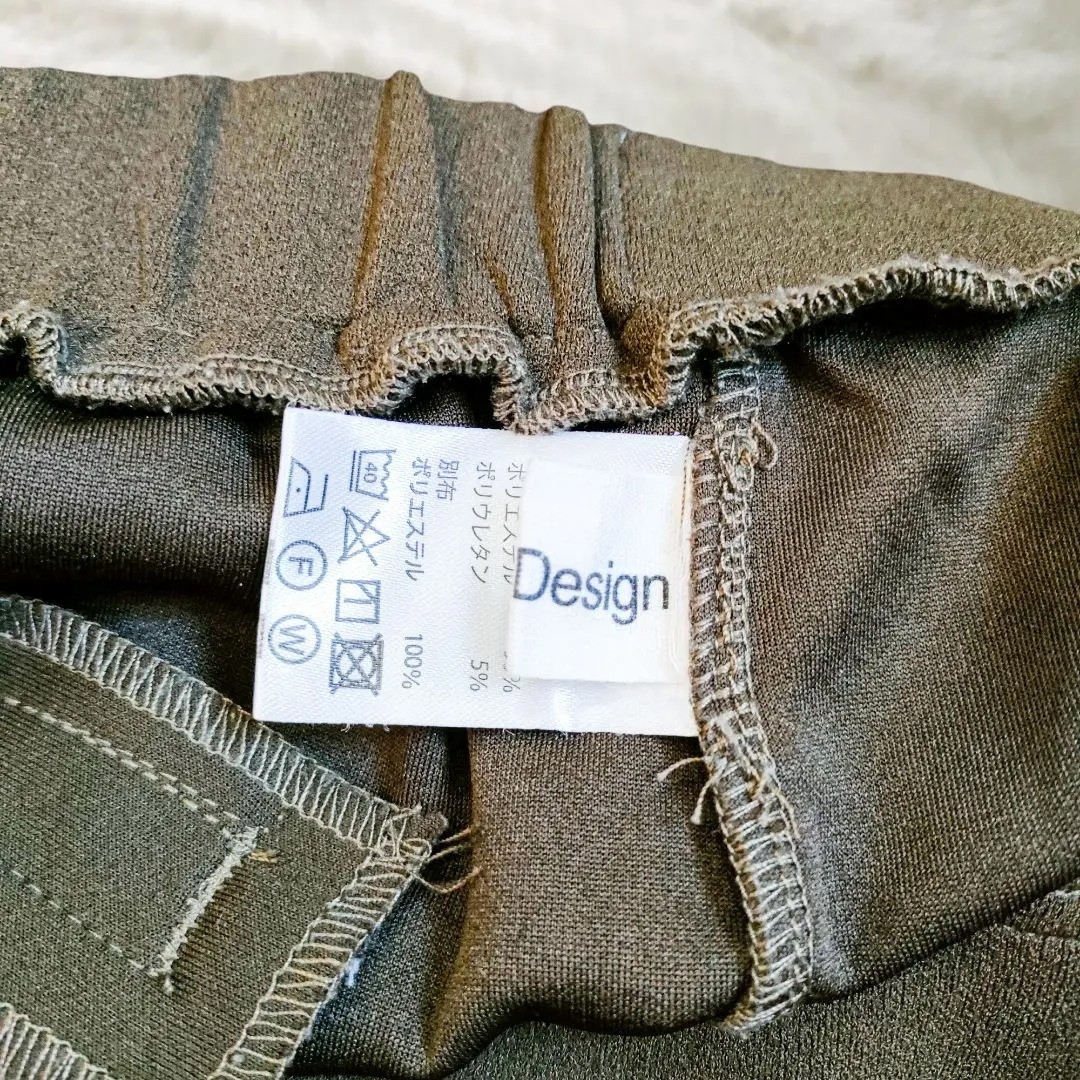 Design
ポリエステル
ポリウレタン 5%
別布
ポリエステル 100%
40
F
W